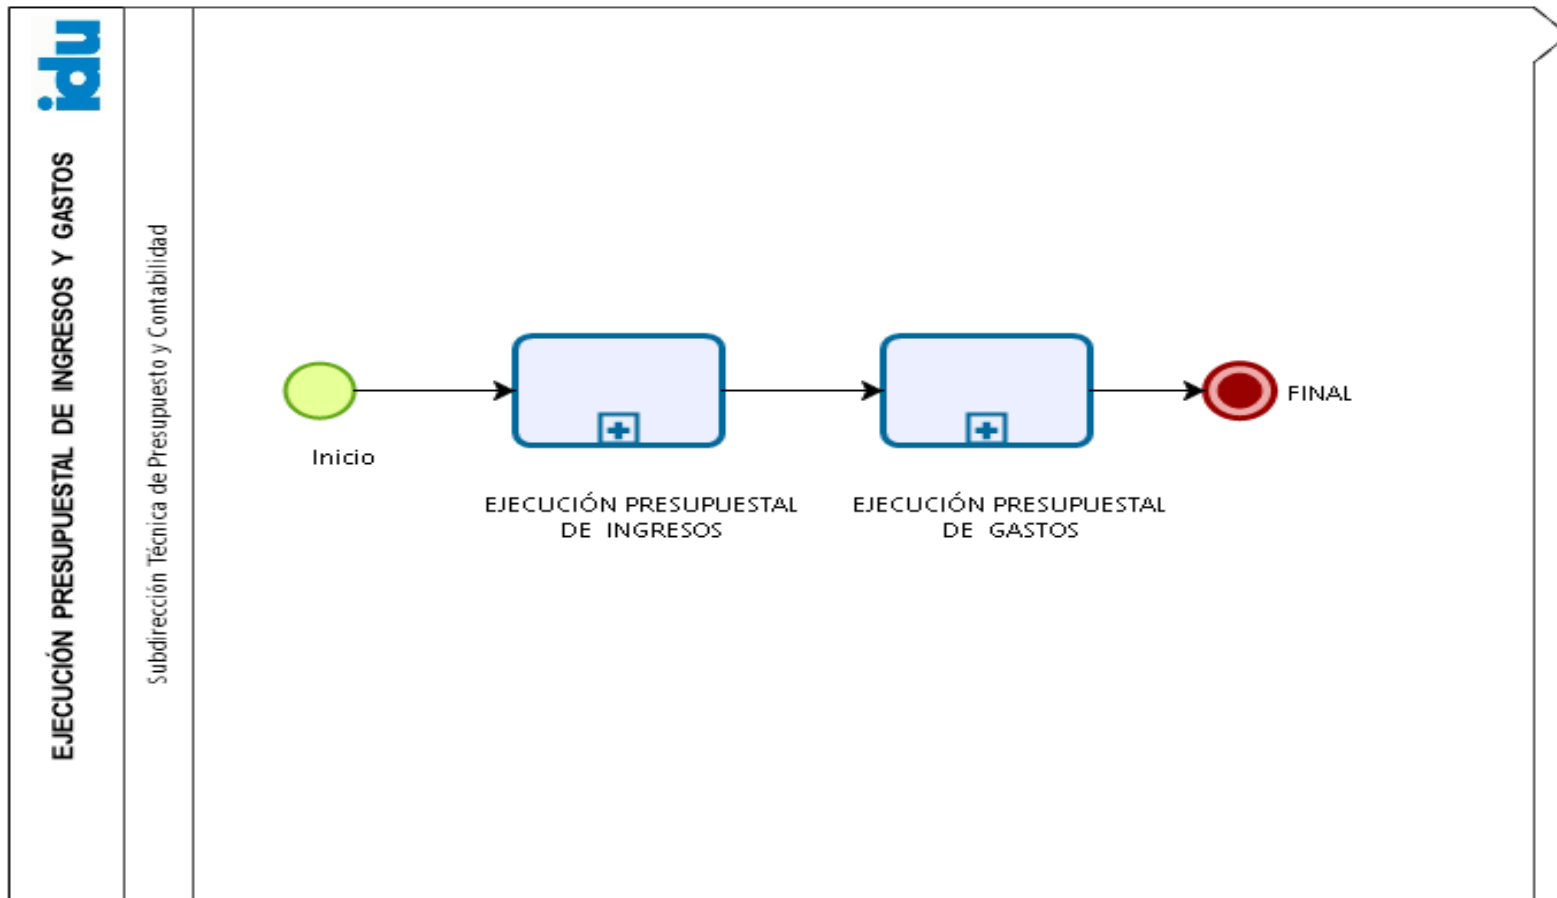 idu
EJECUCIÓN PRESUPUESTAL DE INGRESOS Y GASTOS
Subdirección Técnica de Presupuesto y Contabilidad
Inicio
EJECUCIÓN PRESUPUESTAL
DE INGRESOS
EJECUCIÓN PRESUPUESTAL
DE GASTOS
FINAL